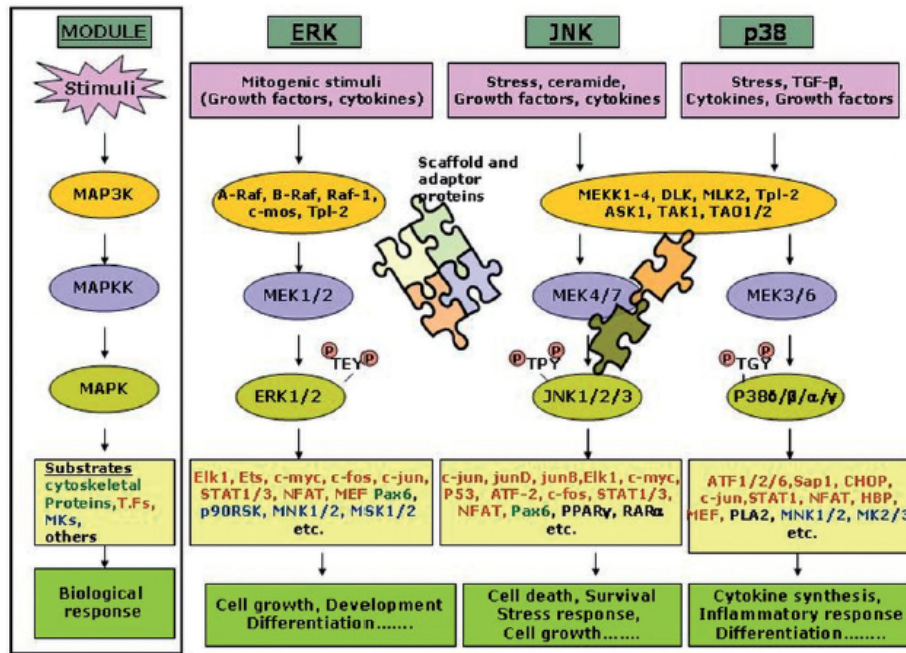 MODULE
Stimuli
MAP3K
MAPKK
MAPK
Substrates
cytoskeletal
Proteins,T.Fs,
MKs,
others
Biological
response
ERK
Mitogenic stimuli
(Growth factors, cytokines)
A-Raf, B-Raf, Raf-1,
c-mos, Tpl-2
Scaffold and
adaptor
proteins
MEK1/2
P TEY P
ERK1/2
Elk1, Ets, c-myc, c-fos, c-jun,
STAT1/3, NFAT, MEF Pax6,
p90RSK, MNK1/2, MSK1/2
etc.
Cell growth, Development
Differentiation.......
JNK
Stress, ceramide,
Growth factors, cytokines
MEKK1-4, DLK, MLK2, Tpl-2
ASK1, TAK1, TAO1/2
MEK4/7
P TPY P
JNK1/2/3
c-jun, junD, junB,Elk1, c-myc,
P53, ATF-2, c-fos, STAT1/3,
NFAT, Pax6, PPARγ, RARα
etc.
Cell death, Survival
Stress response,
Cell growth.......
p38
Stress, TGF-β,
Cytokines, Growth factors
MEK3/6
P TGY P
P38δ/β/α/γ
ATF1/2/6,Sap1, CHOP,
c-jun,STAT1, NFAT, HBP,
MEF, PLA2, MNK1/2, MK2/3
etc.
Cytokine synthesis,
Inflammatory response
Differentiation........